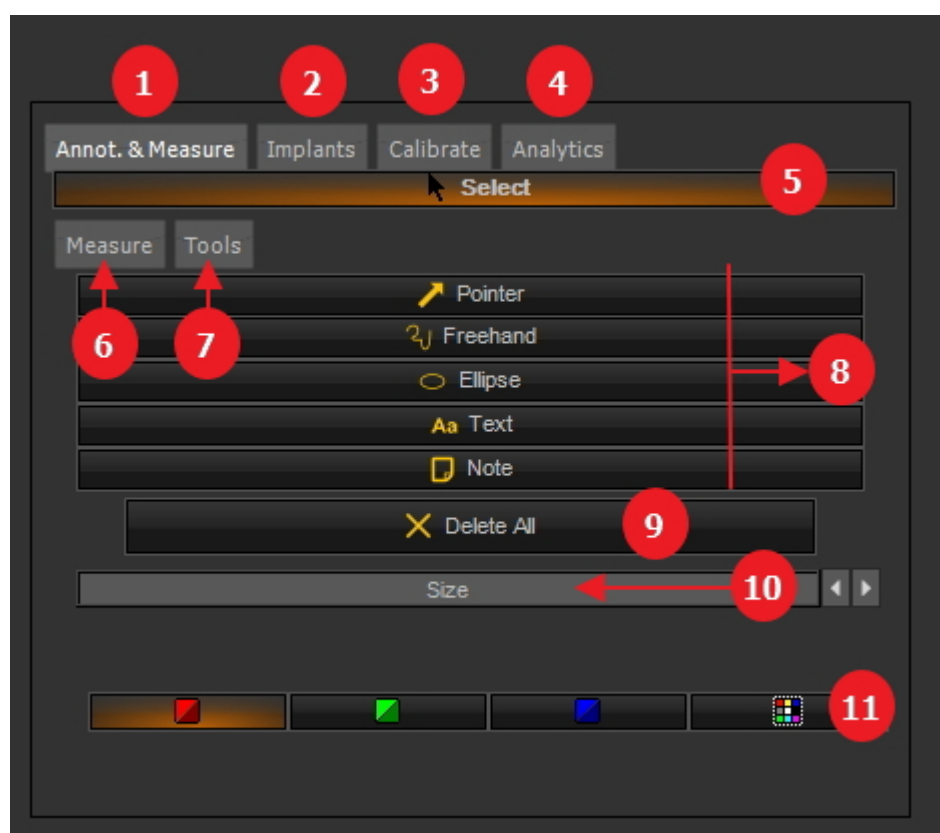 1 2 3 4
Annot. & Measure Implants Calibrate Analytics
Select 5
Measure Tools
Pointer
6 7 Freehand 8
Ellipse
Aa Text
Note
Delete All 9
Size 10
11